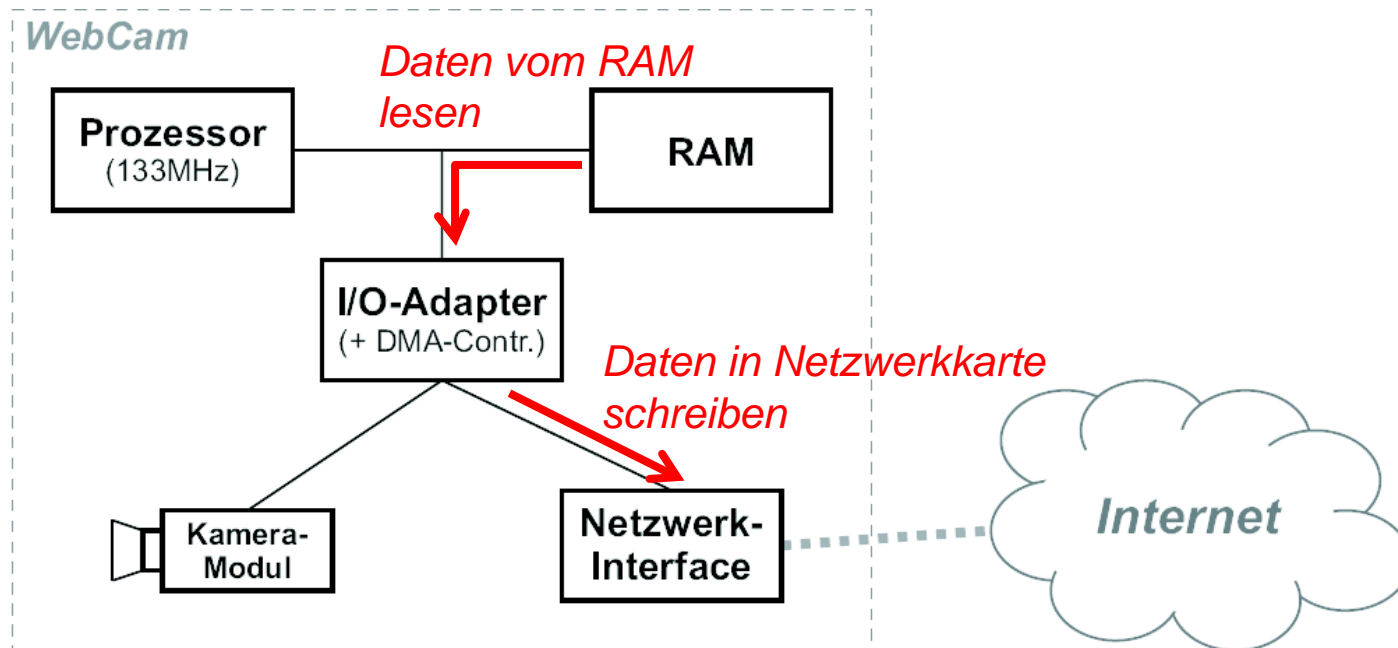 WebCam
Daten vom RAM
lesen
Prozessor
(133MHz)
RAM
I/O-Adapter
(+ DMA-Contr.)
Daten in Netzwerkkarte
schreiben
Kamera-
Modul
Netzwerk-
Interface
Internet